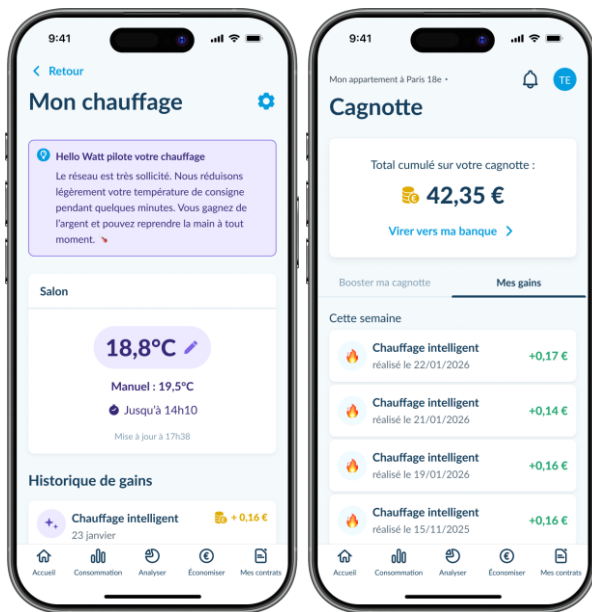 9:41
Retour
Mon chauffage
Hello Watt pilote votre chauffage
Le réseau est très sollicité. Nous réduisons
légèrement votre température de consigne
pendant quelques minutes. Vous gagnez de
l'argent et pouvez reprendre la main à tout
moment.
Salon
18,8°C
Manuel : 19,5°C
Jusqu'à 14h10
Mise à jour à 17h38
Historique de gains
Chauffage intelligent
+ 0,16 €
23 janvier
Accueil
Consommation
Analyser
Économiser
Mes contrats
9:41
Mon appartement à Paris 18e •
TE
Cagnotte
Total cumulé sur votre cagnotte :
42,35 €
Virer vers ma banque
Booster ma cagnotte
Mes gains
Cette semaine
Chauffage intelligent
+0,17 €
réalisé le 22/01/2026
Chauffage intelligent
+0,14 €
réalisé le 21/01/2026
Chauffage intelligent
+0,16 €
réalisé le 19/01/2026
Chauffage intelligent
+0,16 €
réalisé le 15/11/2025
Accueil
Consommation
Analyser
Économiser
Mes contrats